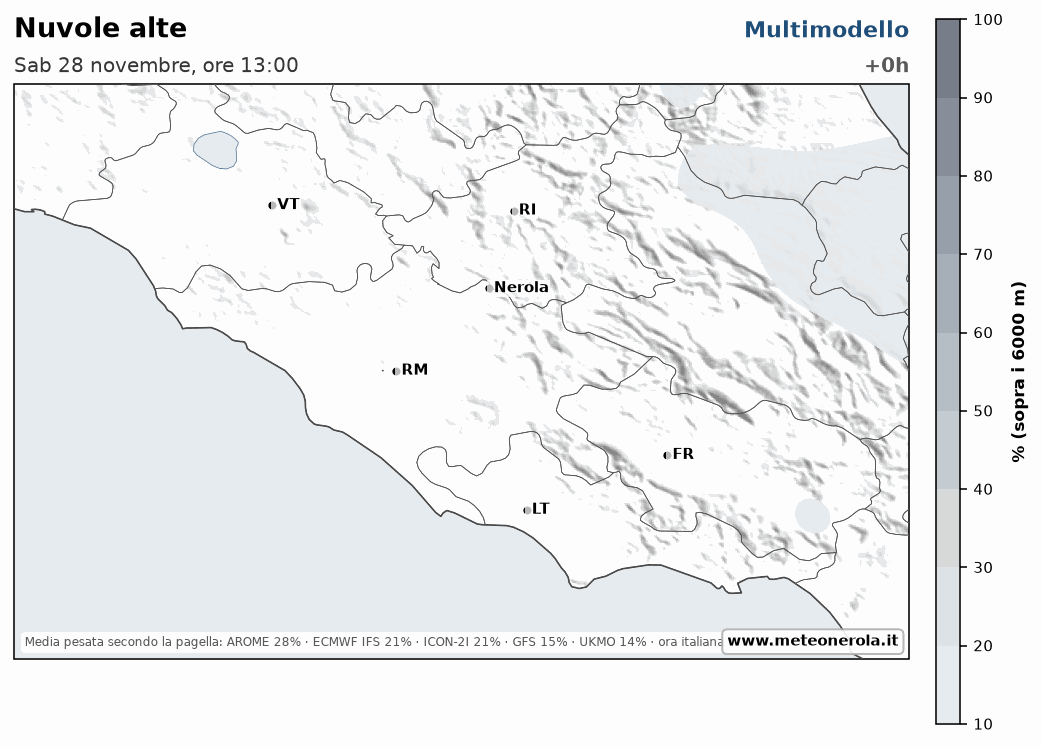 Nuvole alte
Multimodello
Sab 28 novembre, ore 13:00
+0h
VT
RI
Nerola
RM
FR
LT
Media pesata secondo la pagella: AROME 28% · ECMWF IFS 21% · ICON-2I 21% · GFS 15% · UKMO 14% · ora italiana
www.meteonerola.it
100
90
80
70
60
50
40
30
20
10
% (sopra i 6000 m)